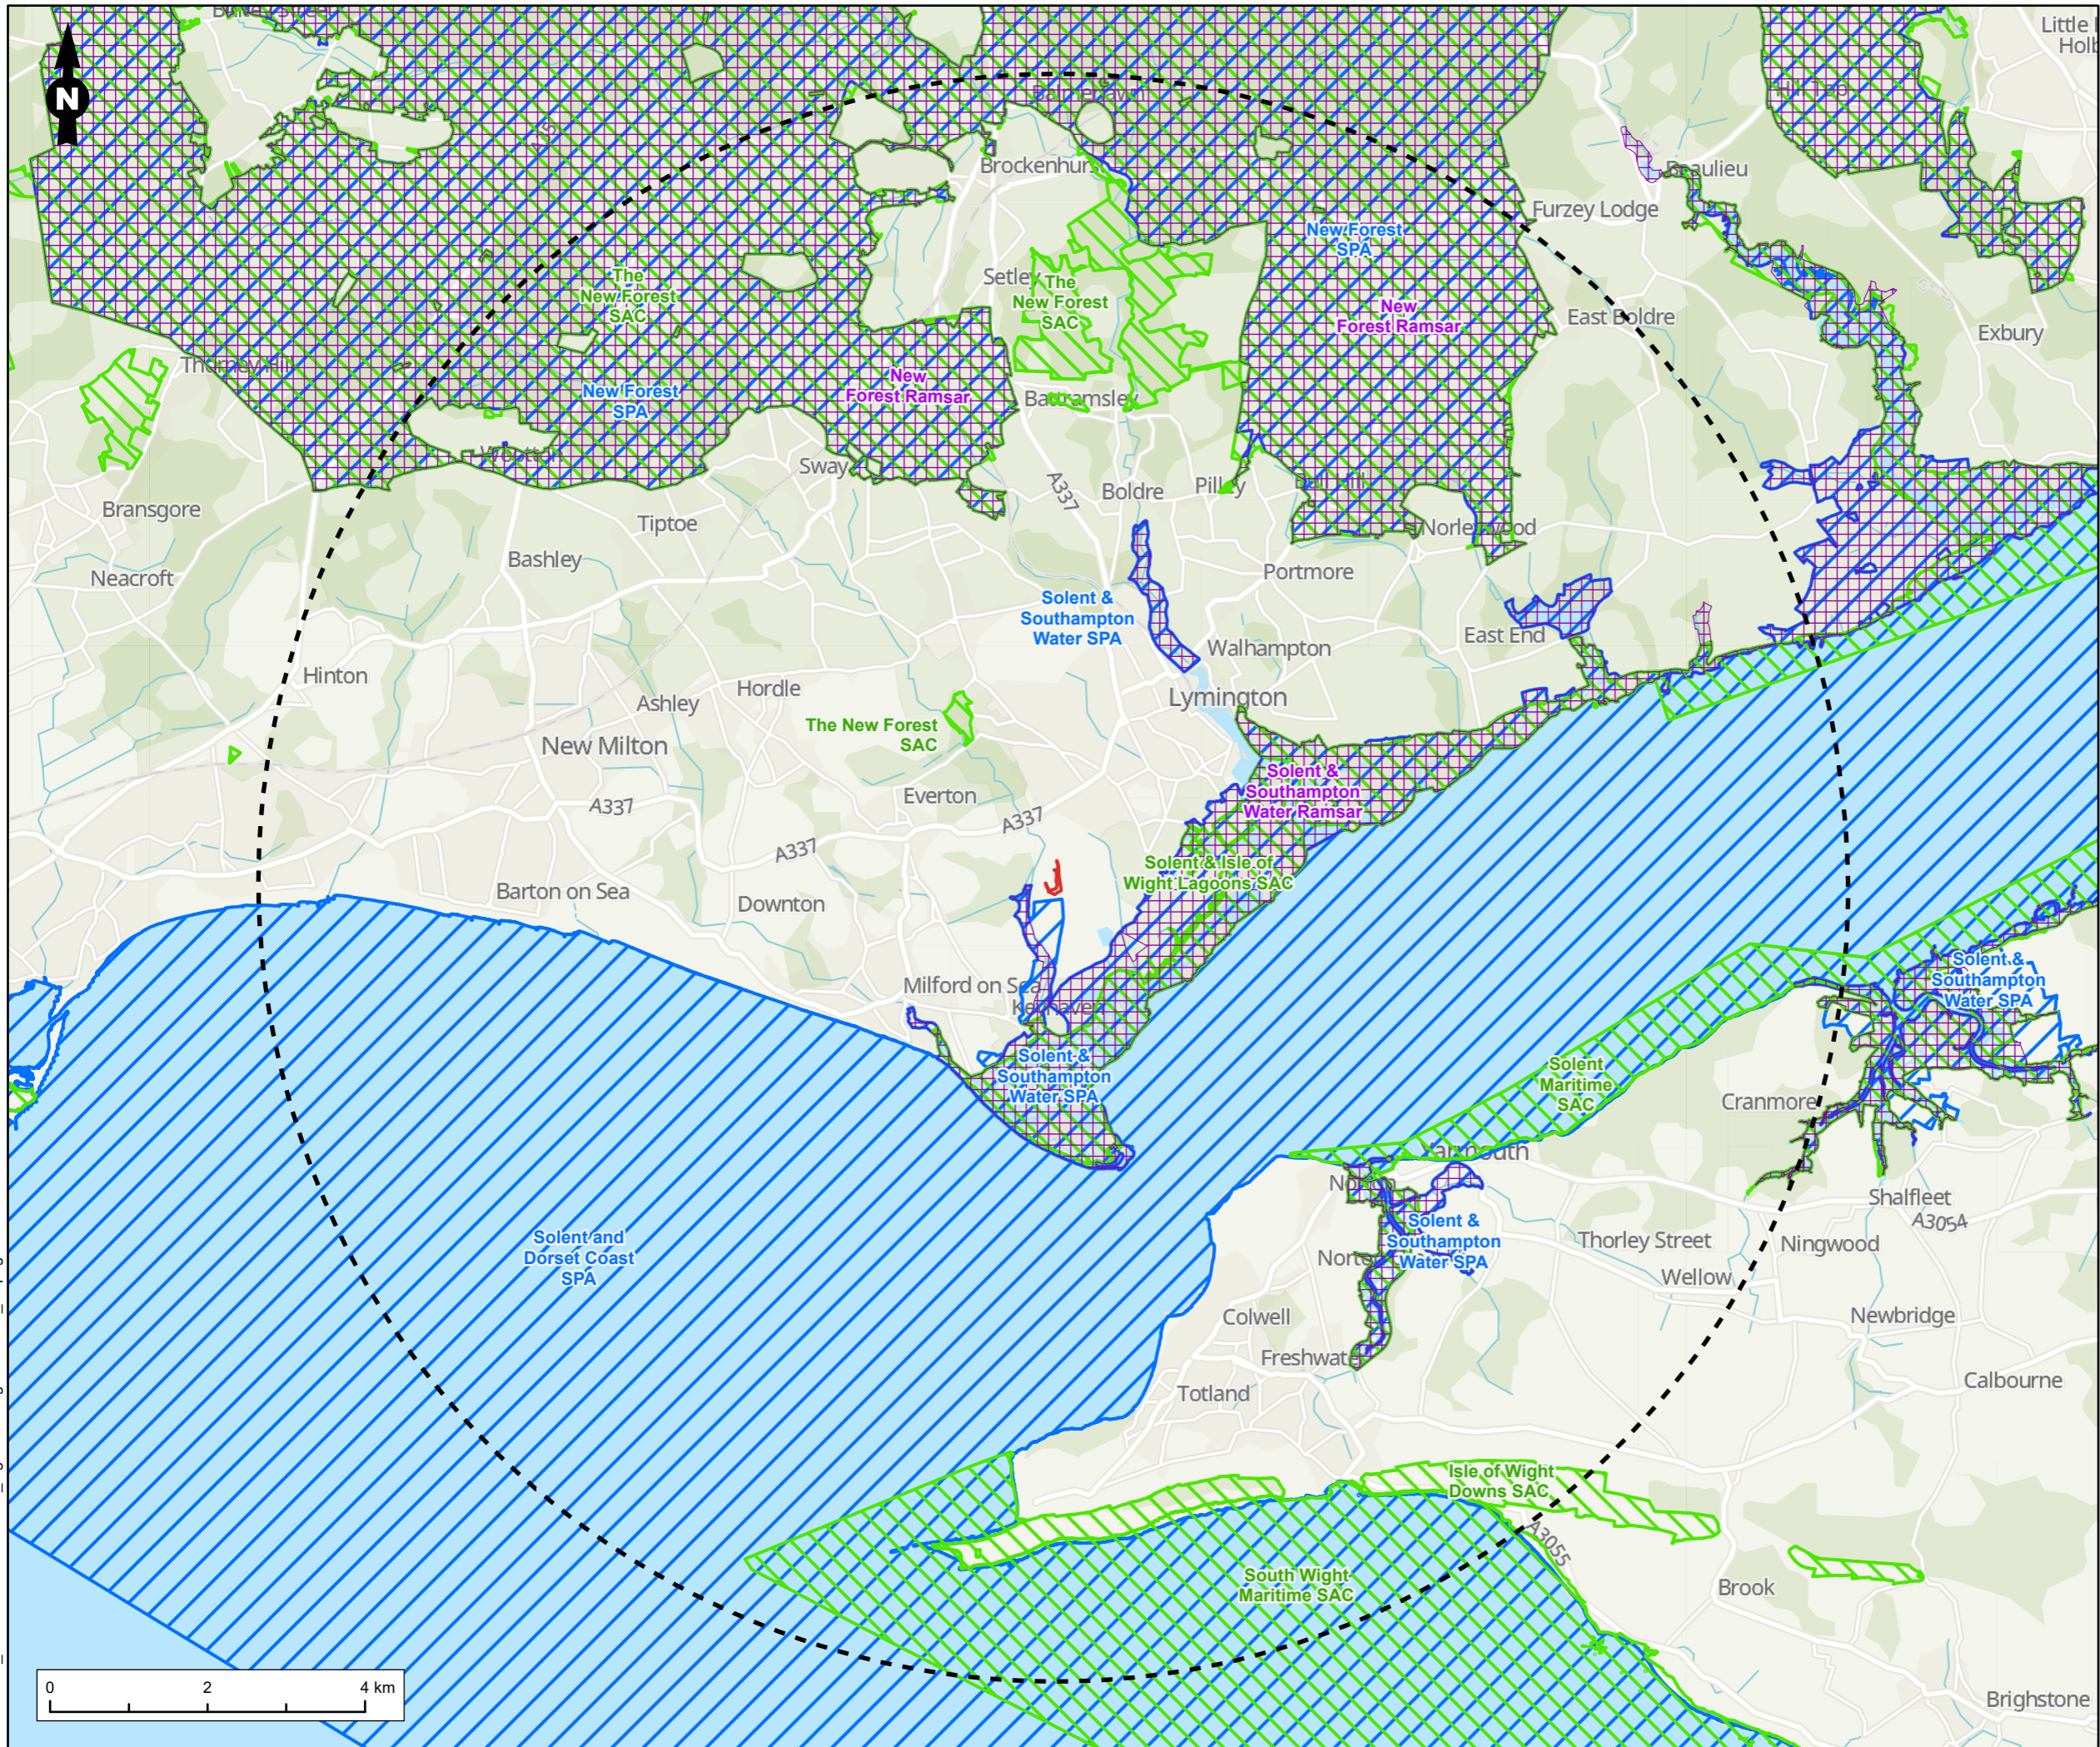 N
Little
Brockenhurst
Beaulieu
Furzey Lodge
New Forest
SPA
Setley
The
New Forest
SAC
The
New Forest
SAC
New
Forest Ramsar
East Boldre
Exbury
Thorney Hill
New
Forest Ramsar
New Forest
SPA
Battramsley
Sway
A337
Boldre
Pilley
Bransgore
Tiptoe
Norleywood
Bashley
Neacroft
Portmore
Solent &
Southampton
Water SPA
East End
Walhampton
Hinton
Hordle
Ashley
Lymington
The New Forest
SAC
New Milton
Solent &
Southampton
Water Ramsar
Everton
A337
A337
A337
Solent & Isle of
Wight Lagoons SAC
Barton on Sea
Downton
Solent &
Southampton
Water SPA
Milford on Sea
Keyhaven
Solent &
Southampton
Water SPA
Solent
Maritime
SAC
Cranmore
Yarmouth
Norton
Shalfleet
A3054
Solent &
Southampton
Water SPA
Solent and
Dorset Coast
SPA
Thorley Street
Ningwood
Wellow
Colwell
Newbridge
Freshwater
Totland
Calbourne
Isle of Wight
Downs SAC
A3055
South Wight
Maritime SAC
Brook
Brighstone
0 2 4 km